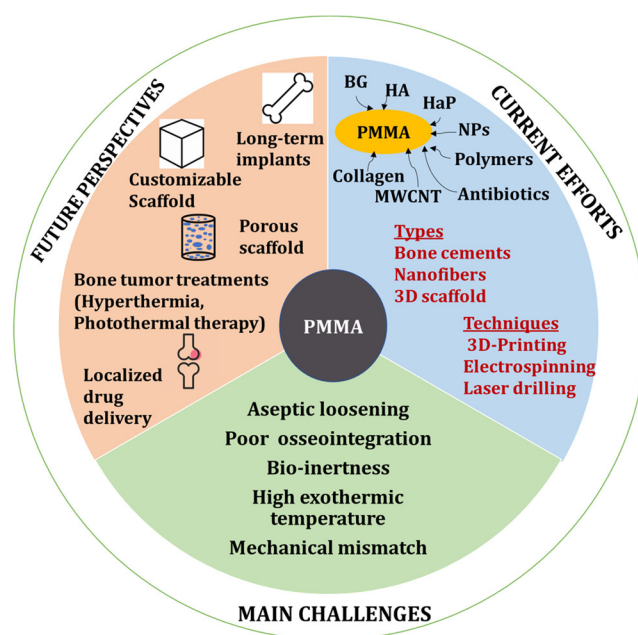 FUTURE PERSPECTIVES
Long-term
implants
Customizable
Scaffold
Porous
scaffold
Bone tumor treatments
(Hyperthermia,
Photothermal therapy)
Localized
drug
delivery
CURRENT EFFORTS
BG
HA
HaP
PMMA
NPs
Polymers
Collagen
MWCNT
Antibiotics
Types
Bone cements
Nanofibers
3D scaffold
Techniques
3D-Printing
Electrospinning
Laser drilling
PMMA
Aseptic loosening
Poor osseointegration
Bio-inertness
High exothermic
temperature
Mechanical mismatch
MAIN CHALLENGES